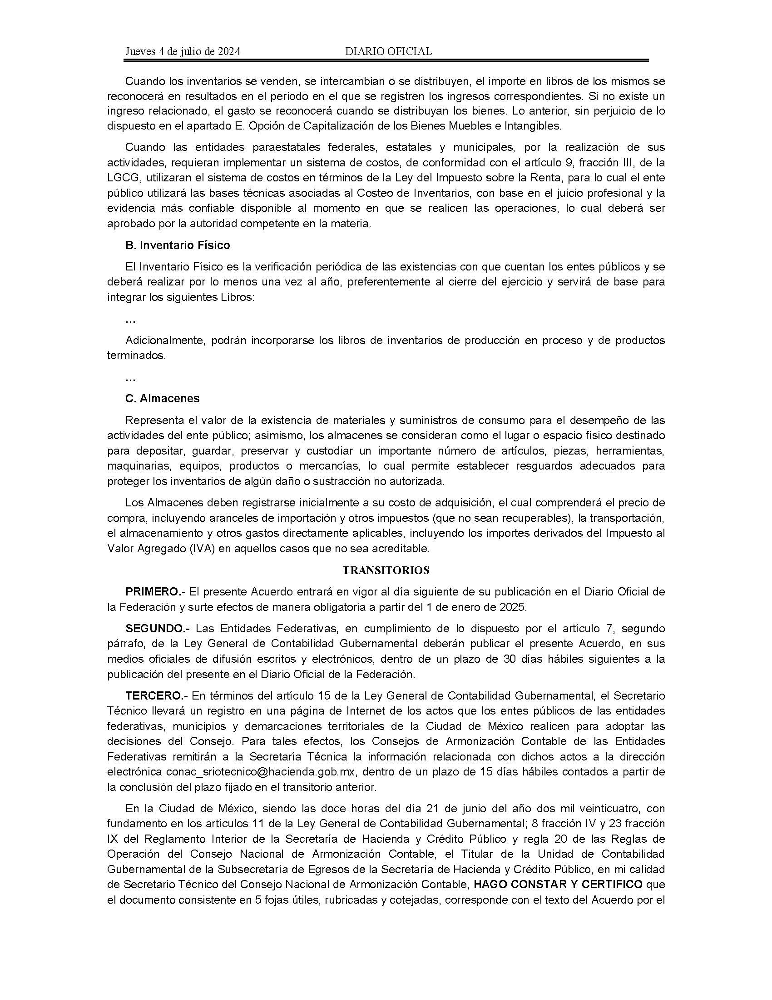 Jueves 4 de julio de 2024 DIARIO OFICIAL
Cuando los inventarios se venden, se intercambian o se distribuyen, el importe en libros de los mismos se
reconocerá en resultados en el periodo en el que se registren los ingresos correspondientes. Si no existe un
ingreso relacionado, el gasto se reconocerá cuando se distribuyan los bienes. Lo anterior, sin perjuicio de lo
dispuesto en el apartado E. Opción de Capitalización de los Bienes Muebles e Intangibles.
Cuando las entidades paraestatales federales, estatales y municipales, por la realización de sus
actividades, requieran implementar un sistema de costos, de conformidad con el artículo 9, fracción III, de la
LGCG, utilizaran el sistema de costos en términos de la Ley del Impuesto sobre la Renta, para lo cual el ente
público utilizará las bases técnicas asociadas al Costeo de Inventarios, con base en el juicio profesional y la
evidencia más confiable disponible al momento en que se realicen las operaciones, lo cual deberá ser
aprobado por la autoridad competente en la materia.
B. Inventario Físico
El Inventario Físico es la verificación periódica de las existencias con que cuentan los entes públicos y se
deberá realizar por lo menos una vez al año, preferentemente al cierre del ejercicio y servirá de base para
integrar los siguientes Libros:
...
Adicionalmente, podrán incorporarse los libros de inventarios de producción en proceso y de productos
terminados.
...
C. Almacenes
Representa el valor de la existencia de materiales y suministros de consumo para el desempeño de las
actividades del ente público; asimismo, los almacenes se consideran como el lugar o espacio físico destinado
para depositar, guardar, preservar y custodiar un importante número de artículos, piezas, herramientas,
maquinarias, equipos, productos o mercancías, lo cual permite establecer resguardos adecuados para
proteger los inventarios de algún daño o sustracción no autorizada.
Los Almacenes deben registrarse inicialmente a su costo de adquisición, el cual comprenderá el precio de
compra, incluyendo aranceles de importación y otros impuestos (que no sean recuperables), la transportación,
el almacenamiento y otros gastos directamente aplicables, incluyendo los importes derivados del Impuesto al
Valor Agregado (IVA) en aquellos casos que no sea acreditable.
TRANSITORIOS
PRIMERO.- El presente Acuerdo entrará en vigor al día siguiente de su publicación en el Diario Oficial de
la Federación y surte efectos de manera obligatoria a partir del 1 de enero de 2025.
SEGUNDO.- Las Entidades Federativas, en cumplimiento de lo dispuesto por el artículo 7, segundo
párrafo, de la Ley General de Contabilidad Gubernamental deberán publicar el presente Acuerdo, en sus
medios oficiales de difusión escritos y electrónicos, dentro de un plazo de 30 días hábiles siguientes a la
publicación del presente en el Diario Oficial de la Federación.
TERCERO.- En términos del artículo 15 de la Ley General de Contabilidad Gubernamental, el Secretario
Técnico llevará un registro en una página de Internet de los actos que los entes públicos de las entidades
federativas, municipios y demarcaciones territoriales de la Ciudad de México realicen para adoptar las
decisiones del Consejo. Para tales efectos, los Consejos de Armonización Contable de las Entidades
Federativas remitirán a la Secretaría Técnica la información relacionada con dichos actos a la dirección
electrónica conac_sriotecnico@hacienda.gob.mx, dentro de un plazo de 15 días hábiles contados a partir de
la conclusión del plazo fijado en el transitorio anterior.
En la Ciudad de México, siendo las doce horas del día 21 de junio del año dos mil veinticuatro, con
fundamento en los artículos 11 de la Ley General de Contabilidad Gubernamental; 8 fracción IV y 23 fracción
IX del Reglamento Interior de la Secretaría de Hacienda y Crédito Público y regla 20 de las Reglas de
Operación del Consejo Nacional de Armonización Contable, el Titular de la Unidad de Contabilidad
Gubernamental de la Subsecretaría de Egresos de la Secretaría de Hacienda y Crédito Público, en mi calidad
de Secretario Técnico del Consejo Nacional de Armonización Contable, HAGO CONSTAR Y CERTIFICO que
el documento consistente en 5 fojas útiles, rubricadas y cotejadas, corresponde con el texto del Acuerdo por el